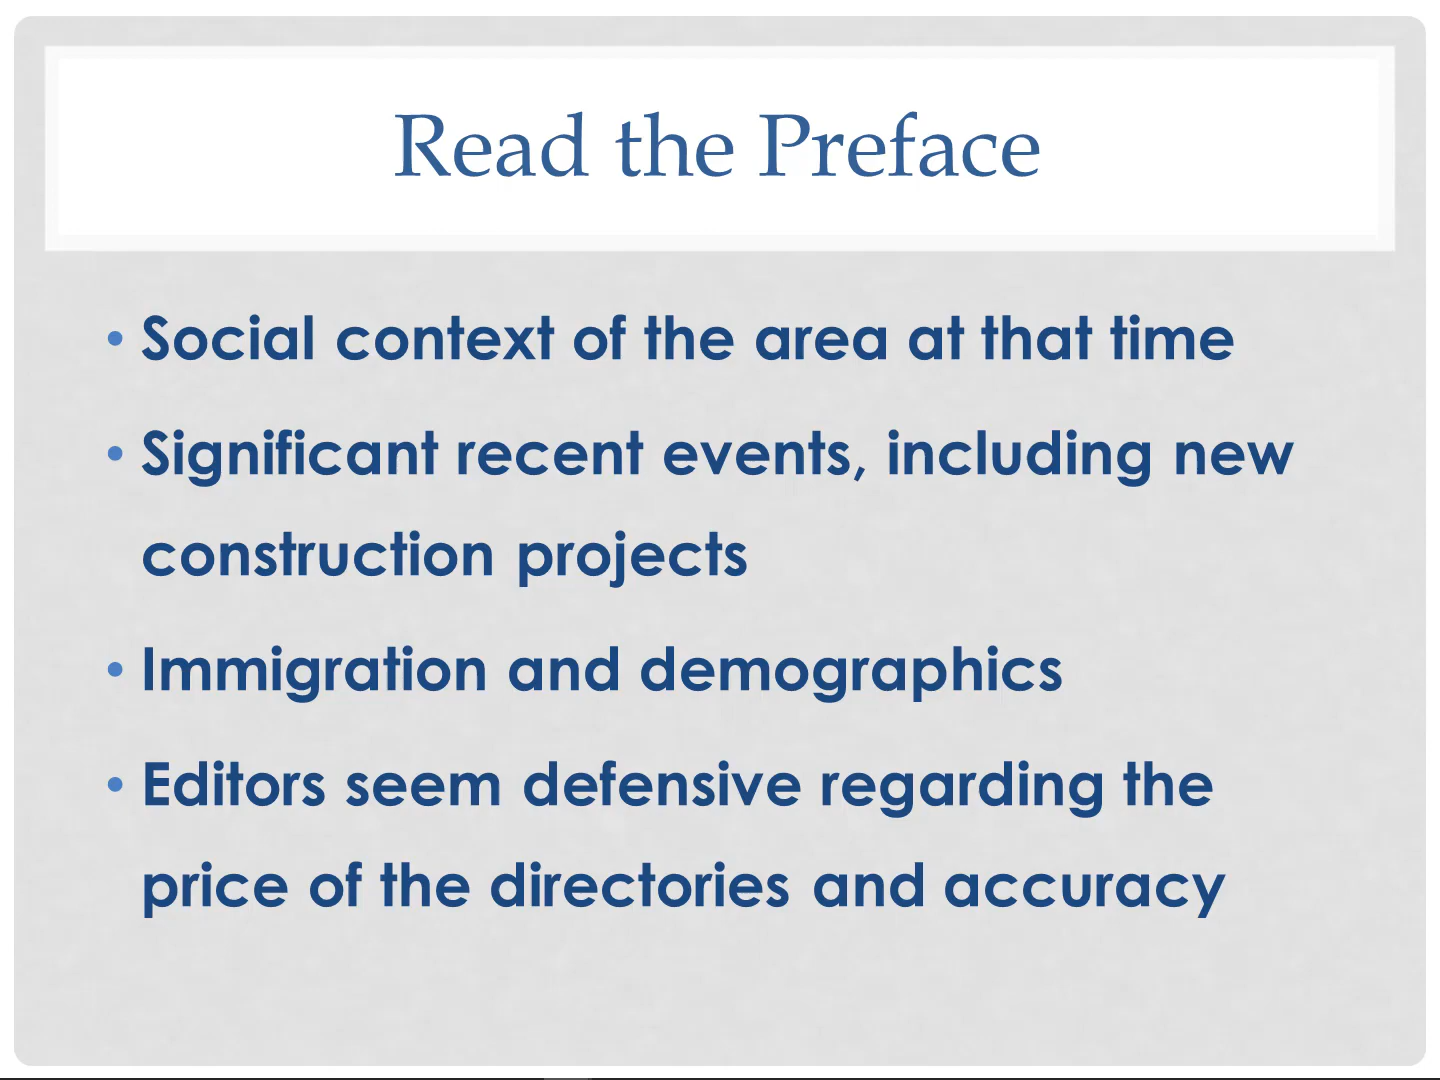 Read the Preface
• Social context of the area at that time
• Significant recent events, including new
construction projects
• Immigration and demographics
• Editors seem defensive regarding the
price of the directories and accuracy